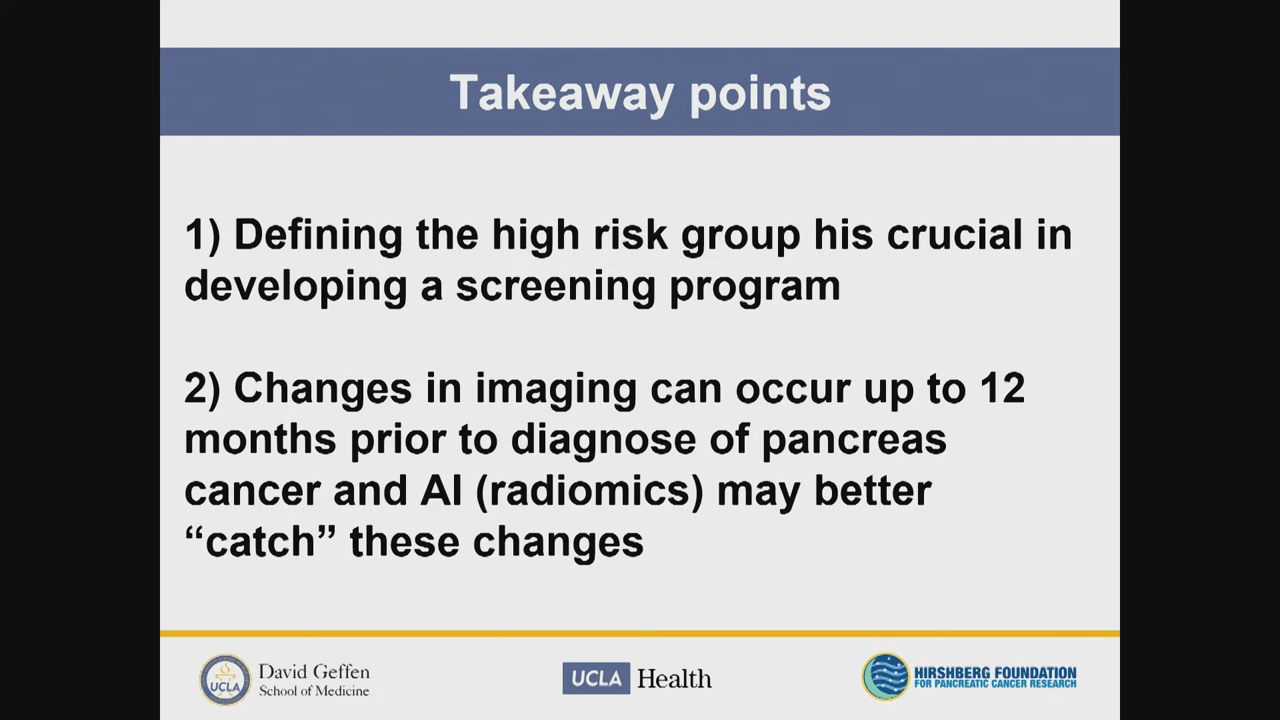 Takeaway points
1) Defining the high risk group his crucial in
developing a screening program
2) Changes in imaging can occur up to 12
months prior to diagnose of pancreas
cancer and AI (radiomics) may better
“catch” these changes
UCLA
David Geffen
School of Medicine
UCLA Health
HIRSHBERG FOUNDATION
FOR PANCREATIC CANCER RESEARCH